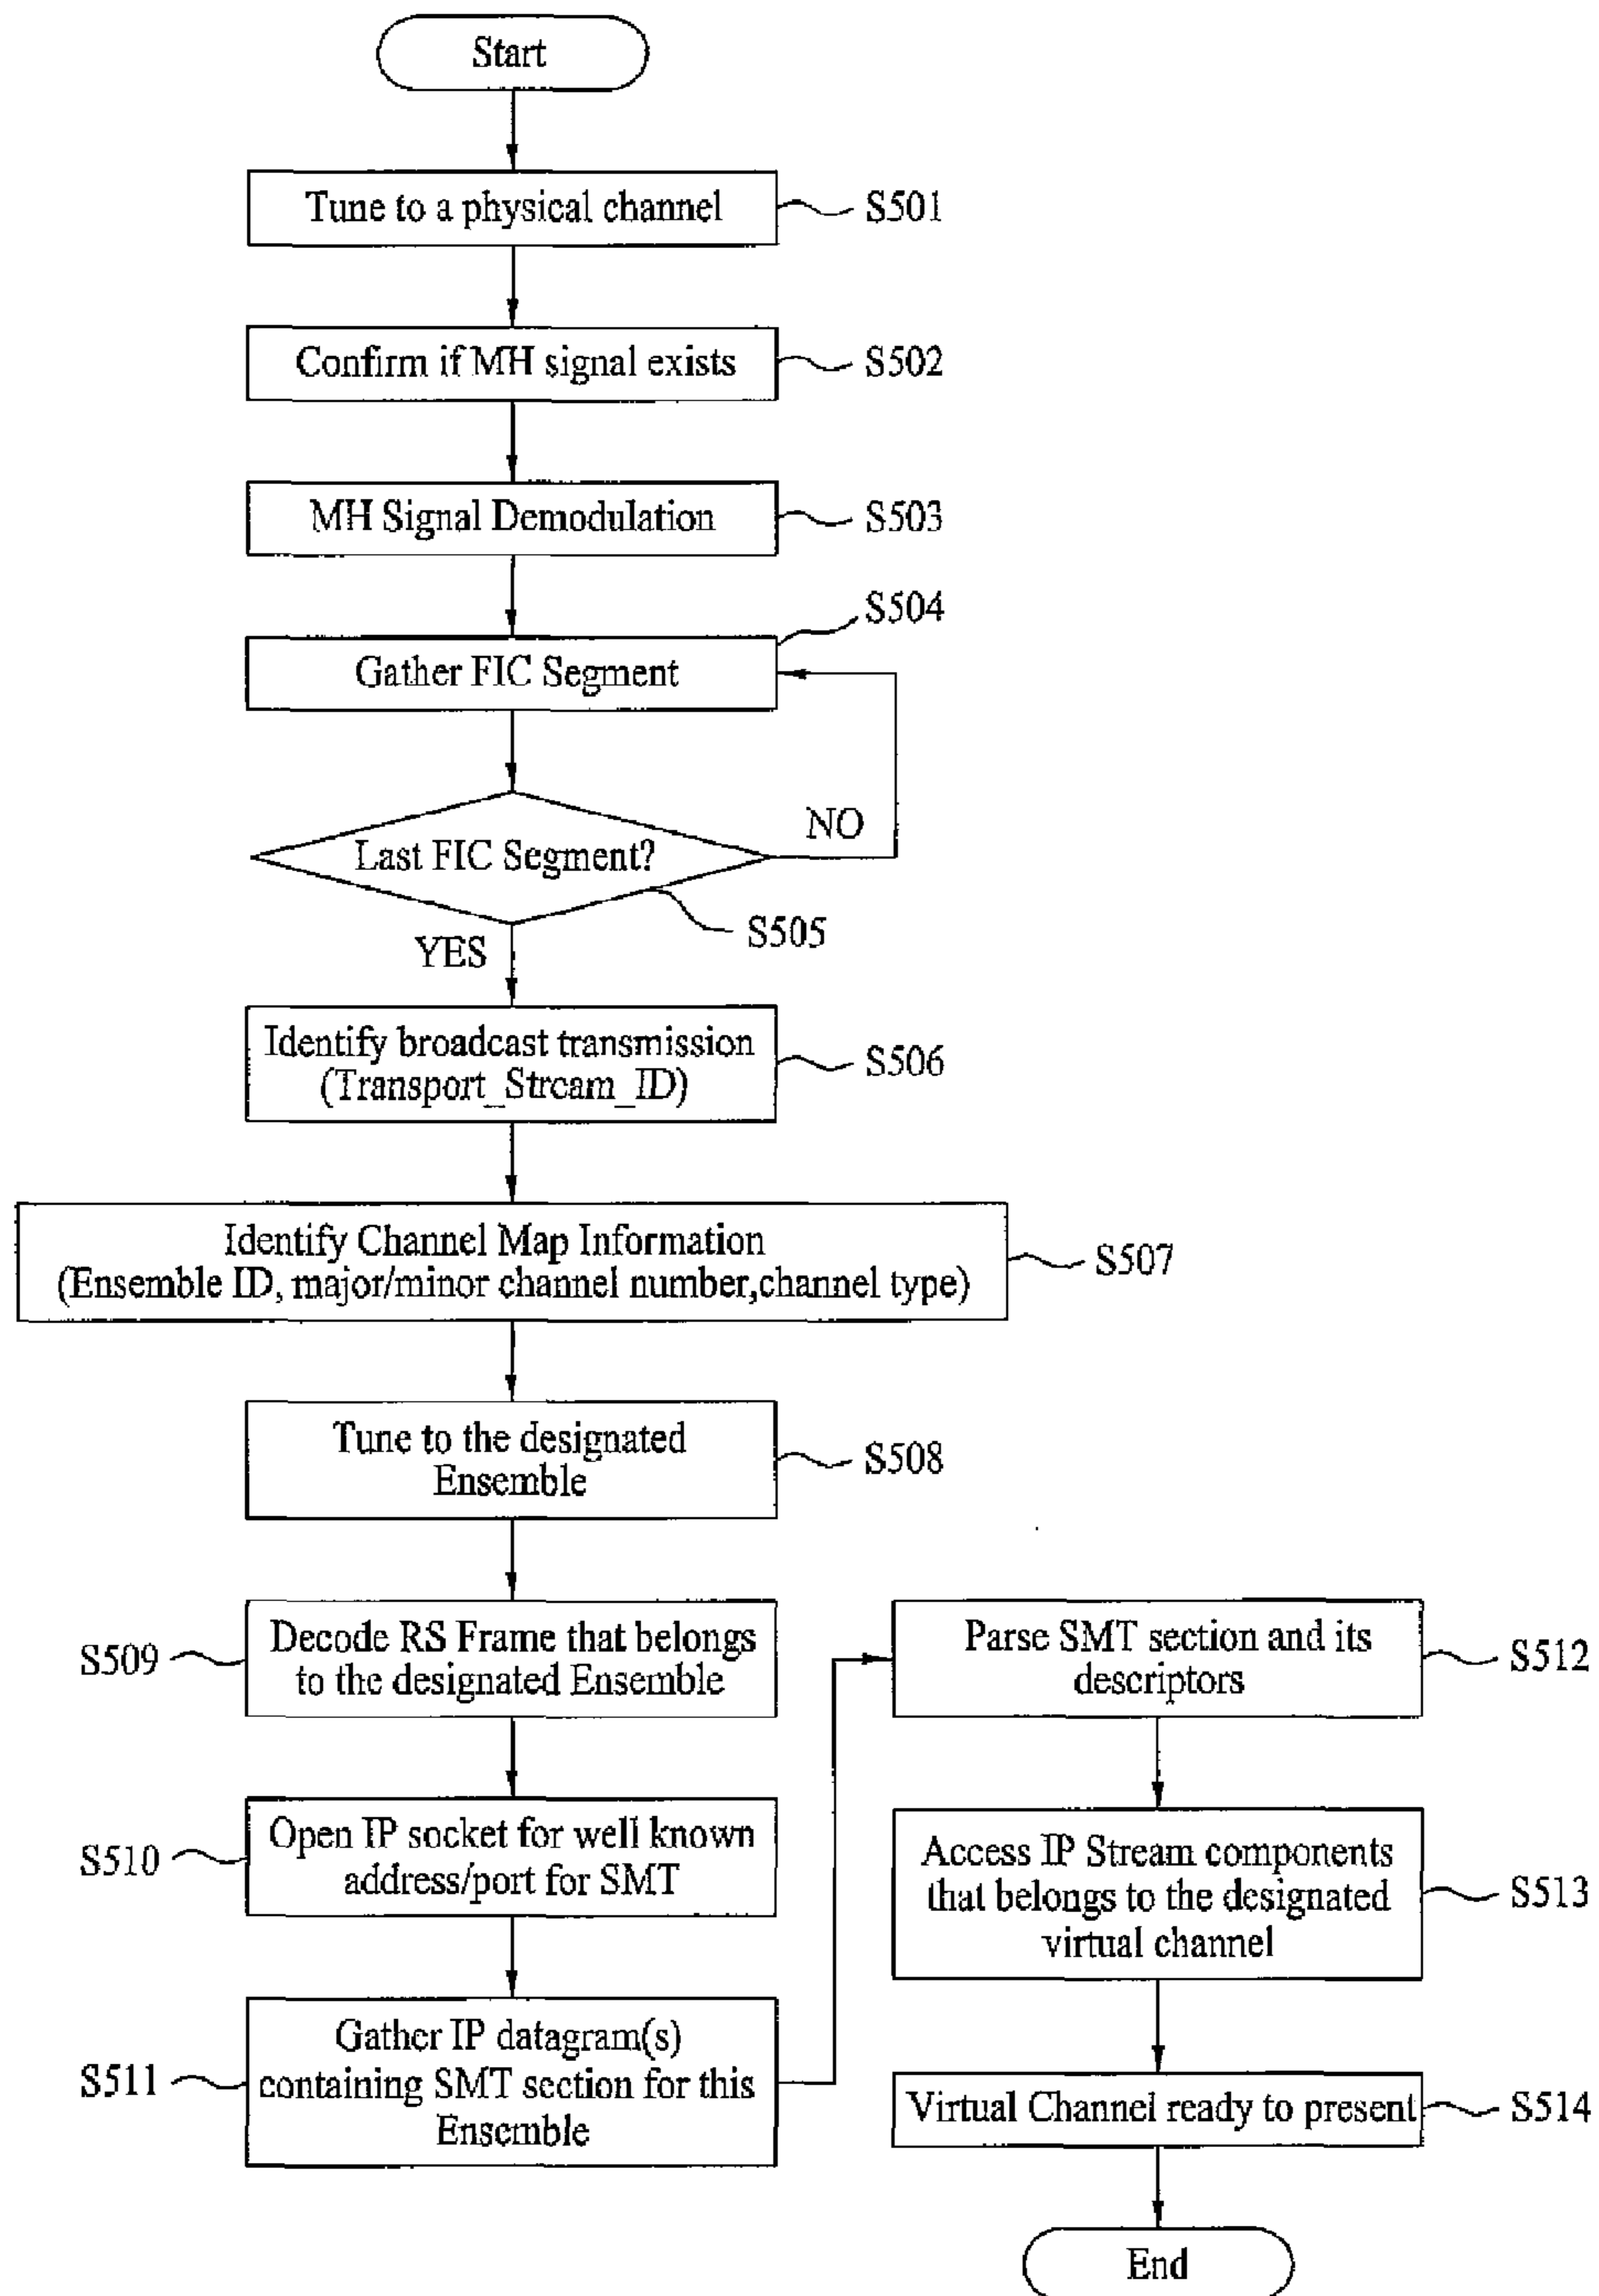 Start
Tune to a physical channel
S501
Confirm if MH signal exists
S502
MH Signal Demodulation
S503
S504
Gather FIC Segment
NO
Last FIC Segment?
S505
YES
Identify broadcast transmission
(Transport_Stream_ID)
S506
Identify Channel Map Information
(Ensemble ID, major/minor channel number,channel type)
S507
Tune to the designated
Ensemble
S508
S509
Decode RS Frame that belongs
to the designated Ensemble
S510
Open IP socket for well known
address/port for SMT
S511
Gather IP datagram(s)
containing SMT section for this
Ensemble
Parse SMT section and its
descriptors
S512
Access IP Stream components
that belongs to the designated
virtual channel
S513
Virtual Channel ready to present
S514
End